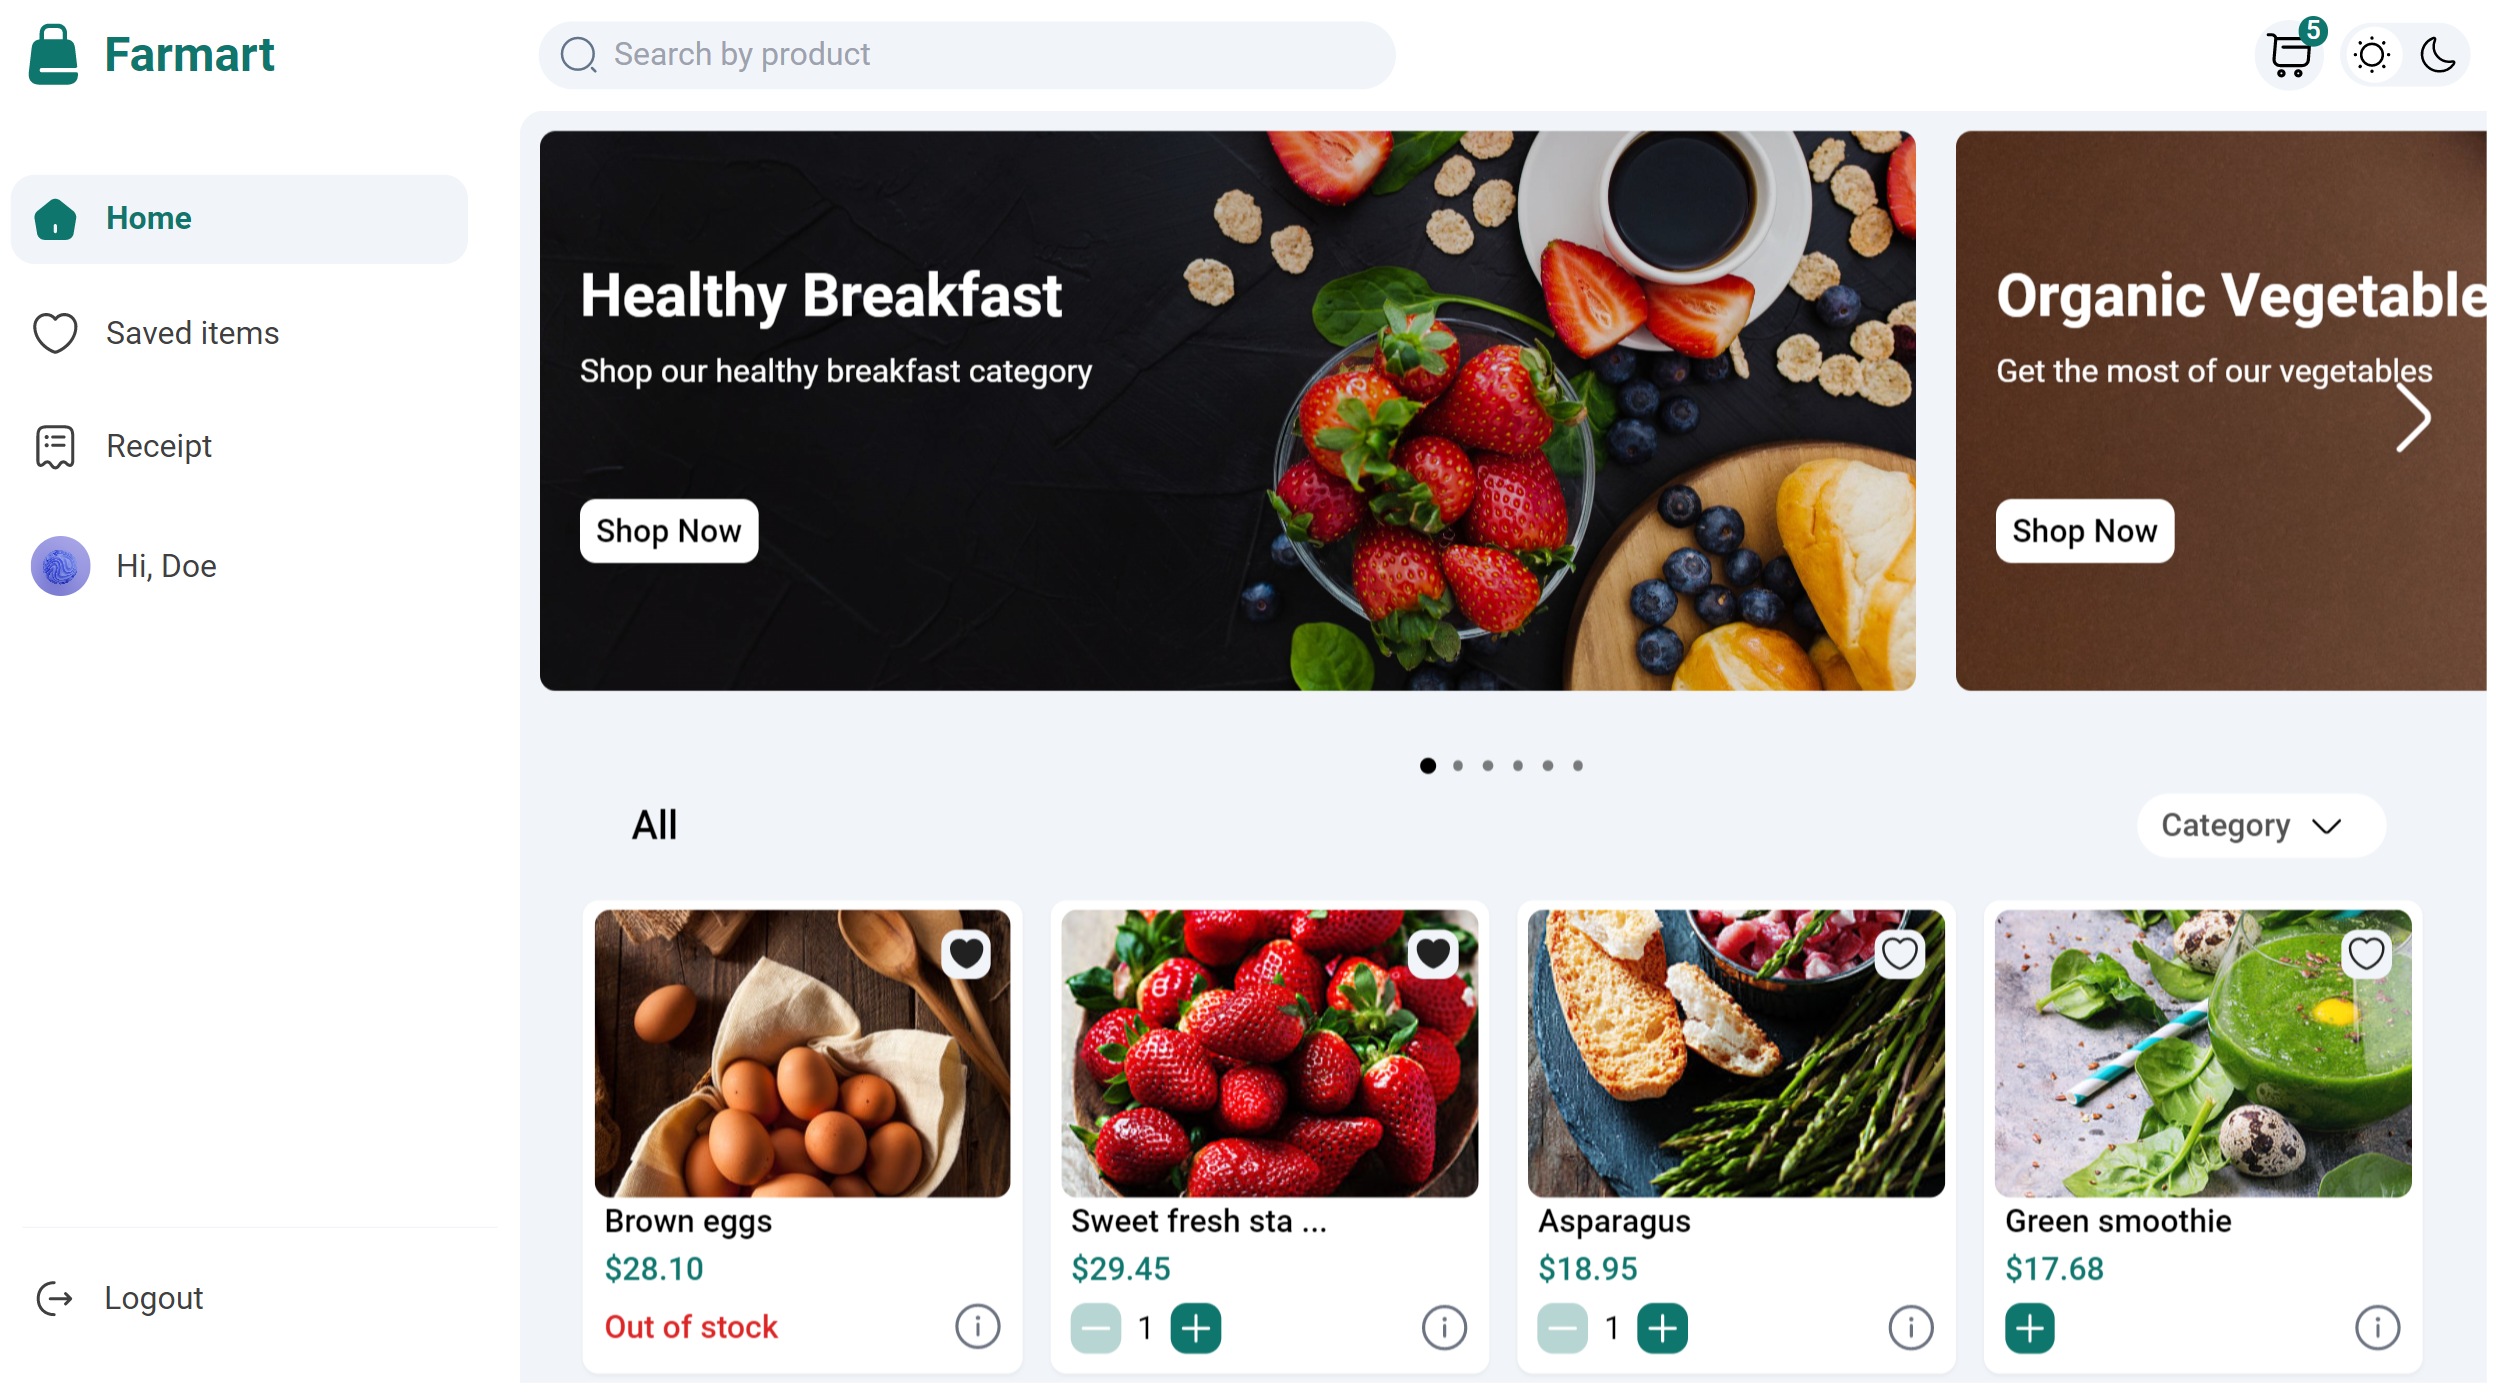 Farmart
Search by product
5
Home
Saved items
Receipt
Hi, Doe
Logout
Healthy Breakfast
Shop our healthy breakfast category
Shop Now
Organic Vegetable
Get the most of our vegetables
Shop Now
All
Category
Brown eggs
$28.10
Out of stock
Sweet fresh sta ...
$29.45
1
Asparagus
$18.95
1
Green smoothie
$17.68